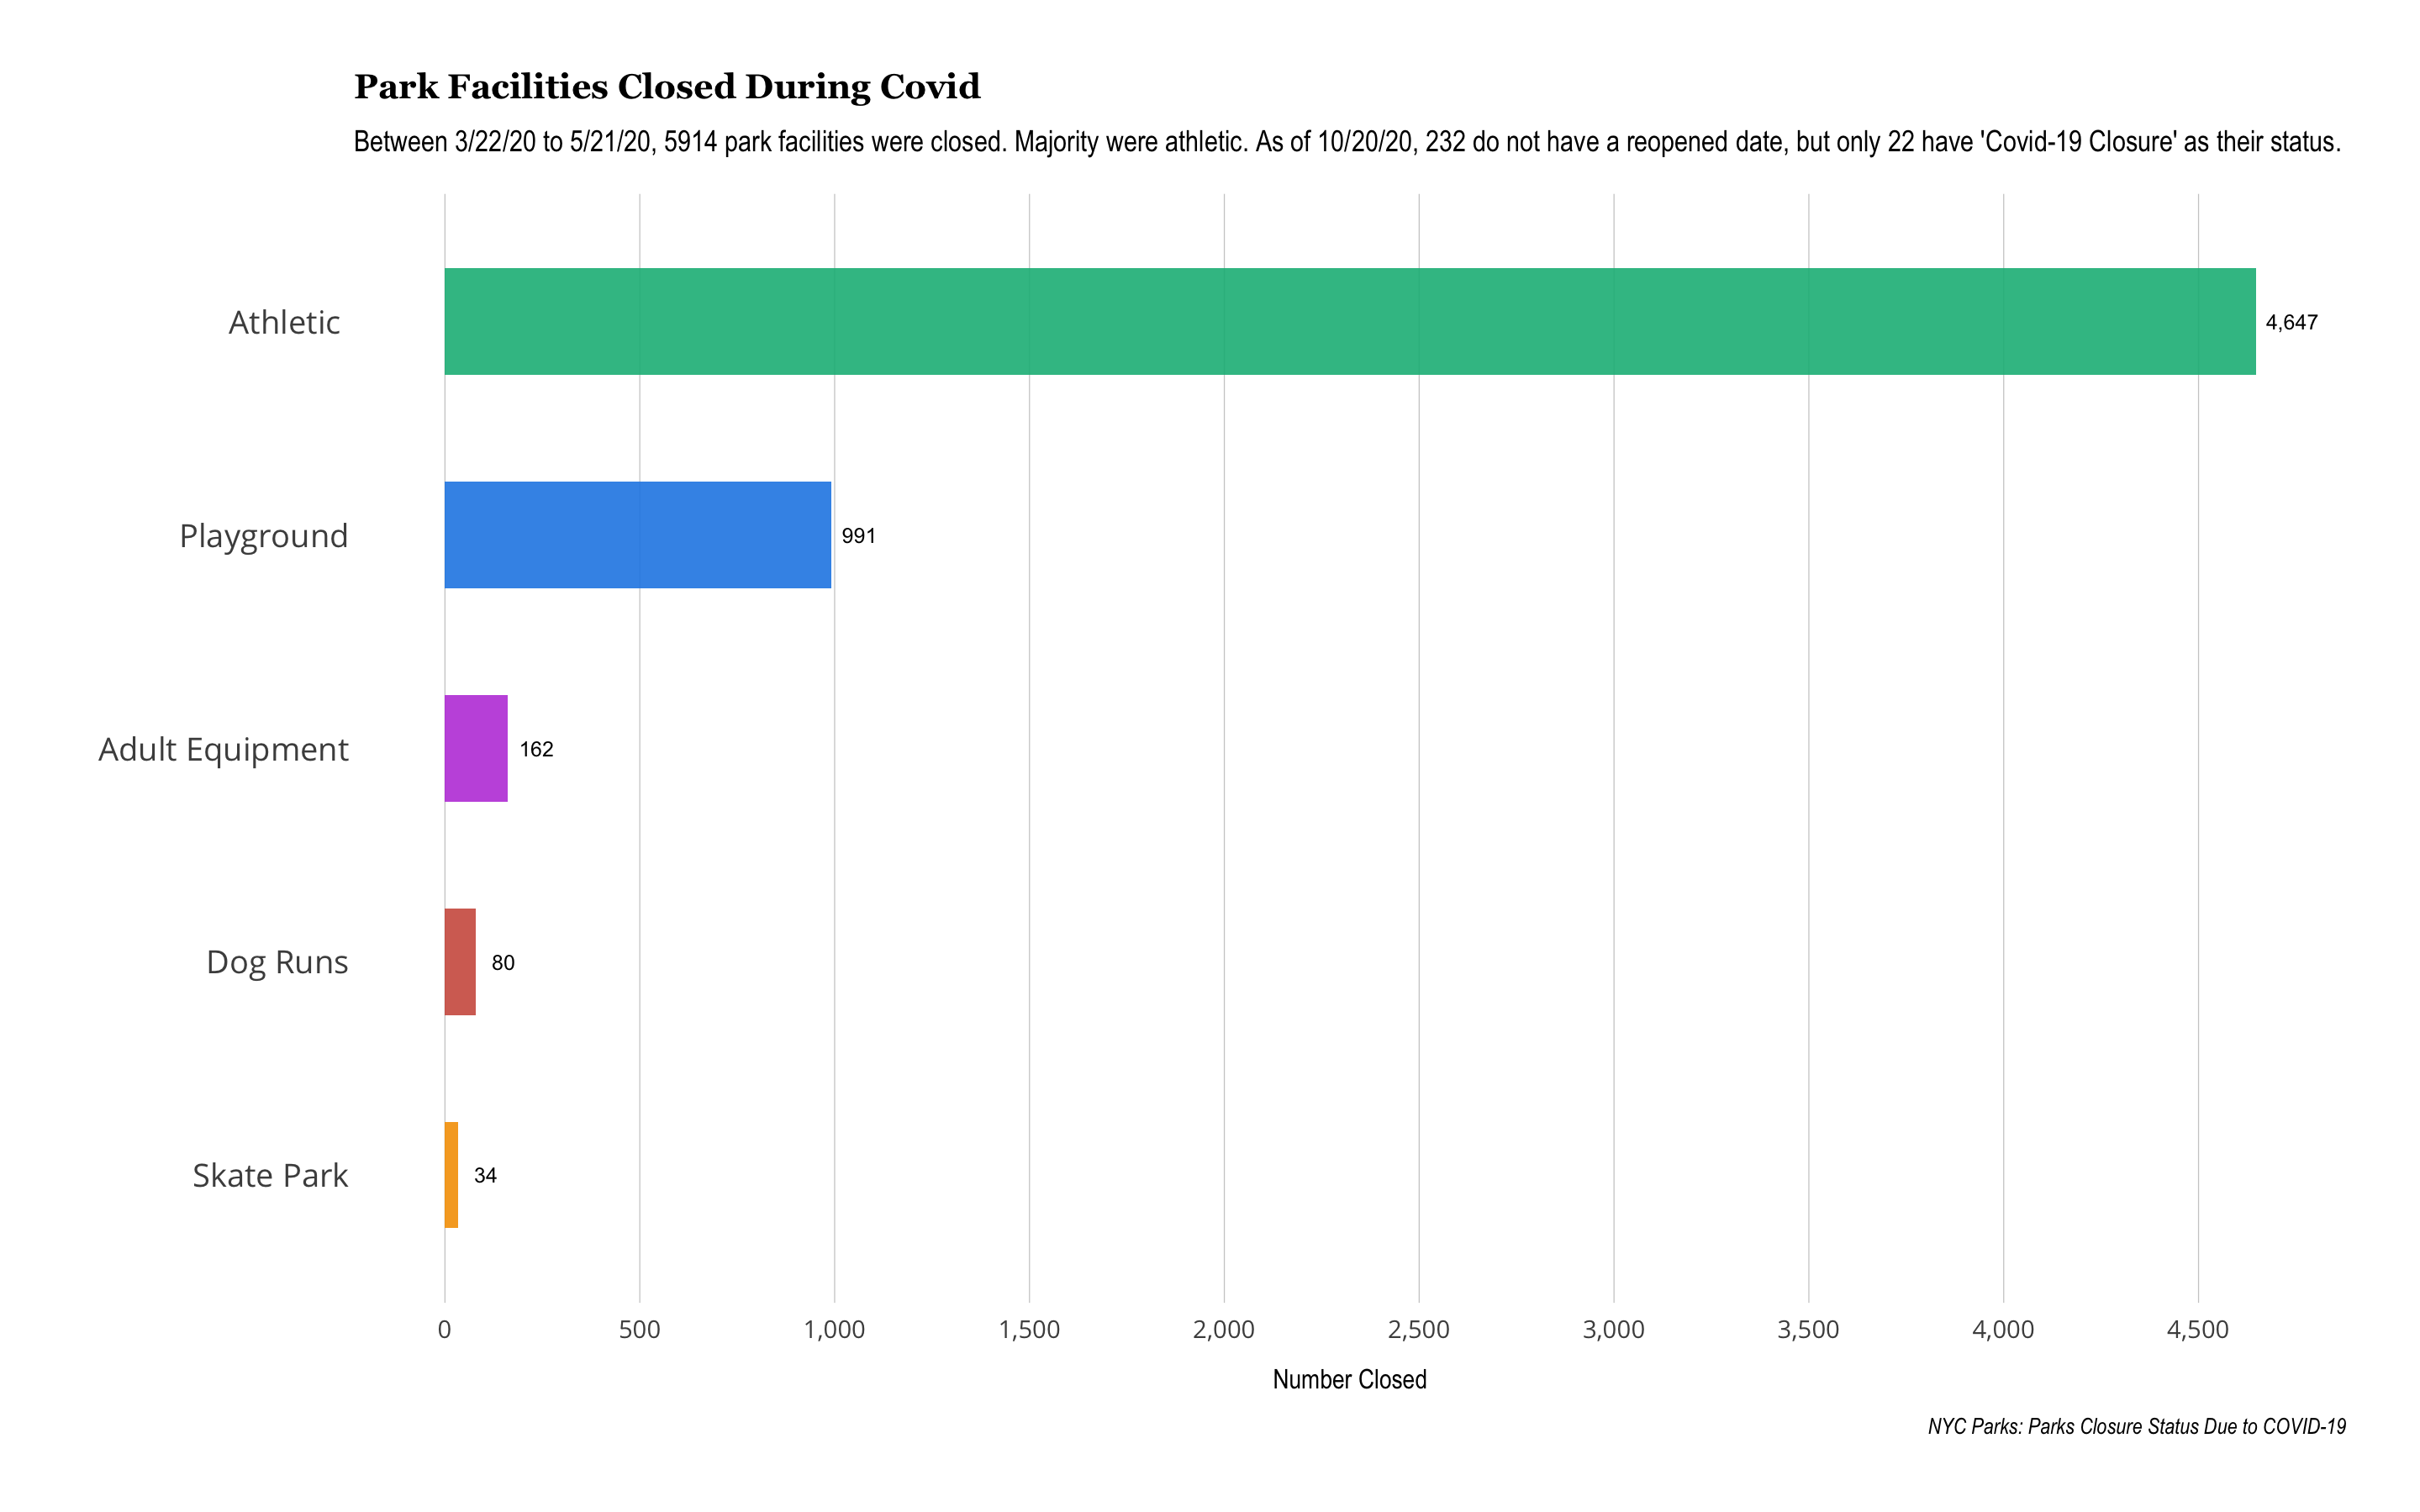 Park Facilities Closed During Covid
Between 3/22/20 to 5/21/20, 5914 park facilities were closed. Majority were athletic. As of 10/20/20, 232 do not have a reopened date, but only 22 have 'Covid-19 Closure' as their status.
Athletic
4,647
Playground
991
Adult Equipment
162
Dog Runs
80
Skate Park
34
0 500 1,000 1,500 2,000 2,500 3,000 3,500 4,000 4,500
Number Closed
NYC Parks: Parks Closure Status Due to COVID-19